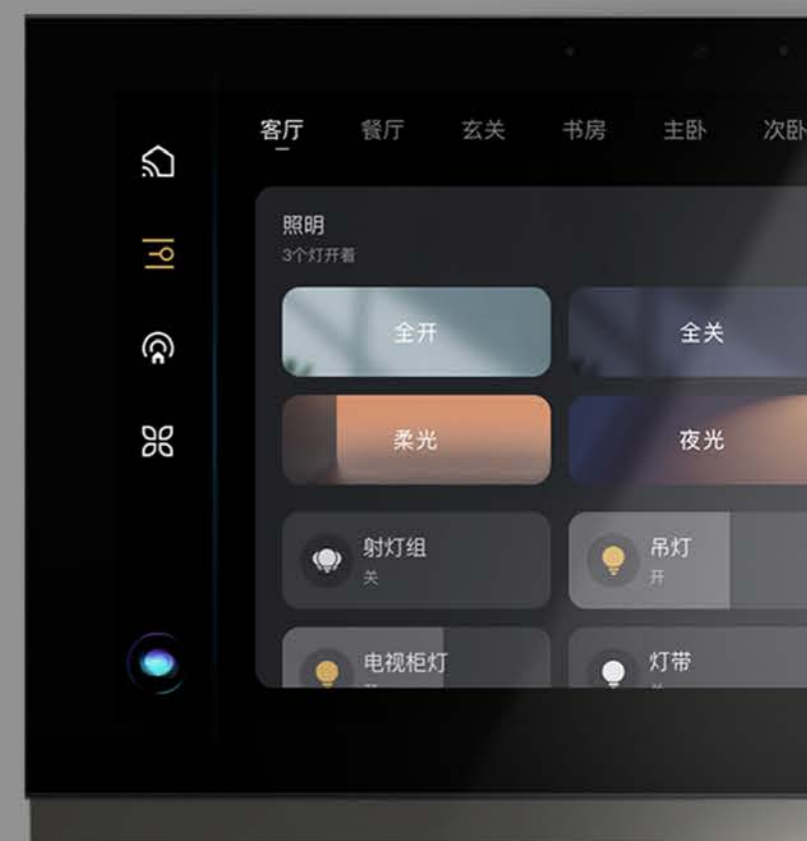 客厅 餐厅 玄关 书房 主卧 次卧
照明
3个灯开着
全开 全关
柔光 夜光
射灯组 吊灯
关 开
电视柜灯 灯带